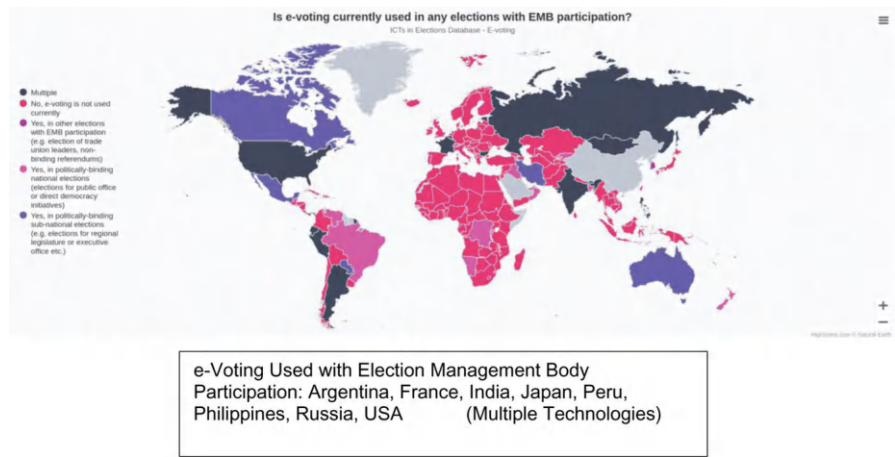 Is e-voting currently used in any elections with EMB participation?
ICTs in Elections Database - E-voting
Multiple
No, e-voting is not used
currently
Yes, in other elections
with EMB participation
(e.g. election of trade
union leaders, non-
binding referendums)
Yes, in politically-binding
national elections
(elections for public office
or direct democracy
initiatives)
Yes, in politically-binding
sub-national elections
(e.g. elections for regional
legislature or executive
office etc.)
+
−
e-Voting Used with Election Management Body
Participation: Argentina, France, India, Japan, Peru,
Philippines, Russia, USA (Multiple Technologies)